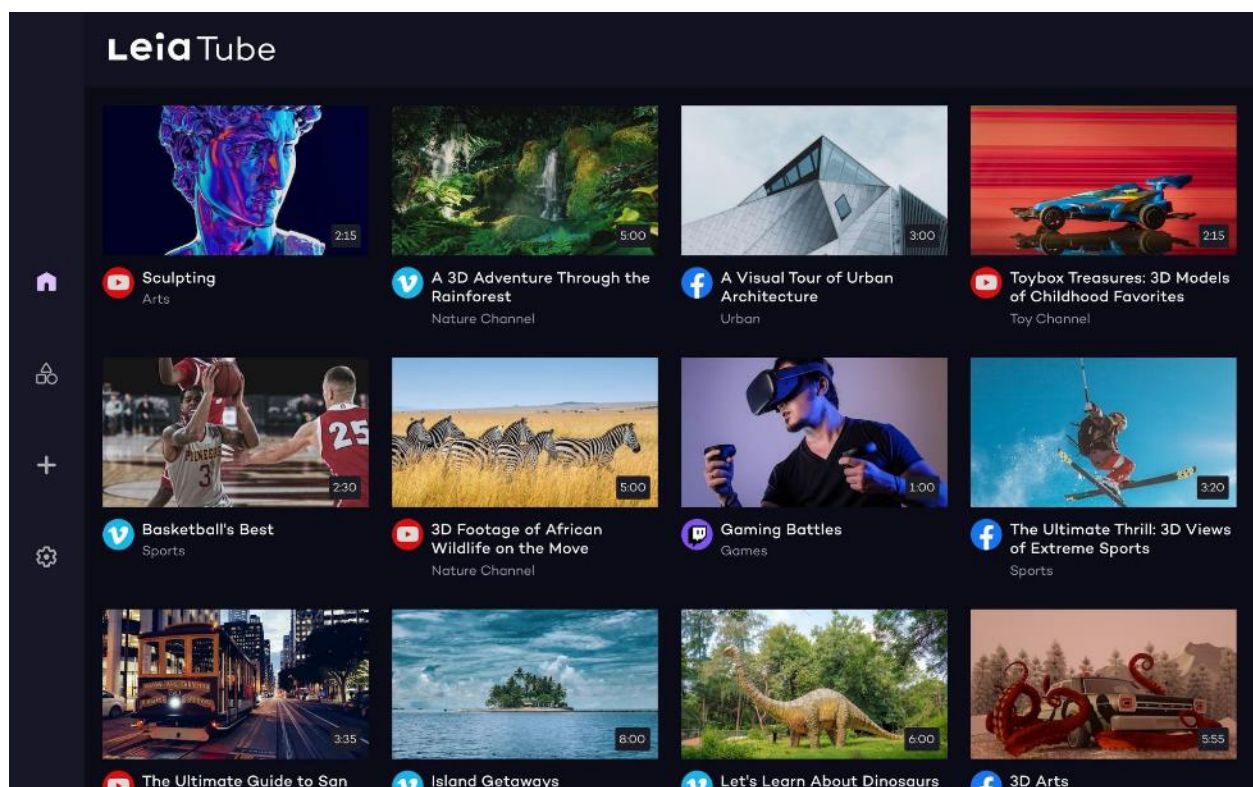 Leia Tube
2:15
5:00
3:00
2:15
Sculpting
Arts
A 3D Adventure Through the
Rainforest
Nature Channel
A Visual Tour of Urban
Architecture
Urban
Toybox Treasures: 3D Models
of Childhood Favorites
Toy Channel
3
25
2:30
5:00
1:00
3:20
Basketball's Best
Sports
3D Footage of African
Wildlife on the Move
Nature Channel
Gaming Battles
Games
The Ultimate Thrill: 3D Views
of Extreme Sports
Sports
3:35
8:00
6:00
5:55
The Ultimate Guide to San
Island Getaways
Let's Learn About Dinosaurs
3D Arts